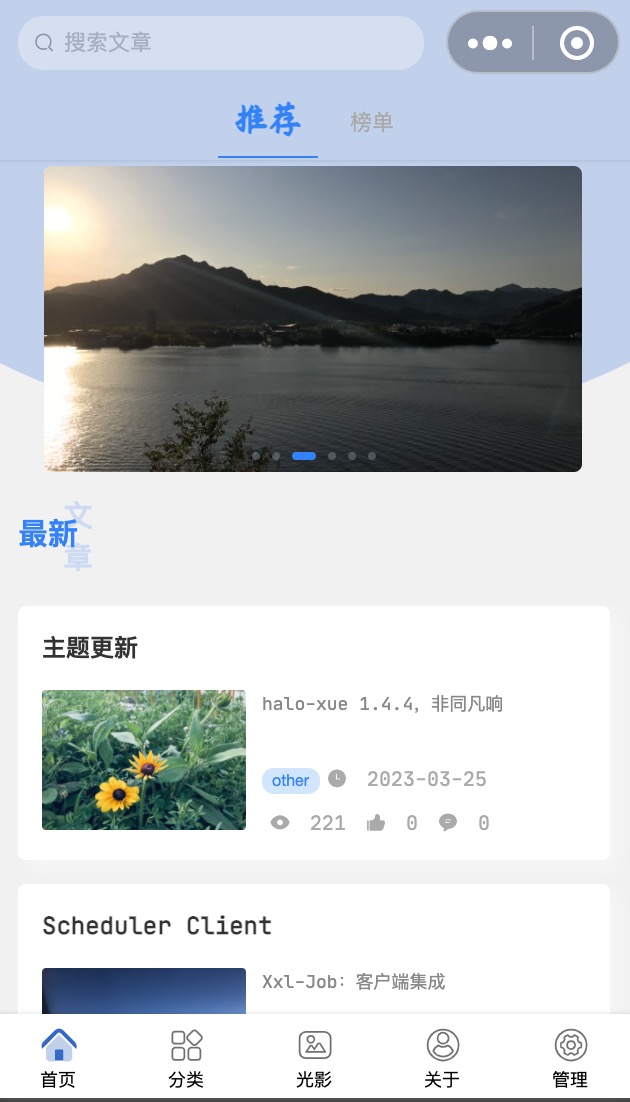 搜索文章
推荐 榜单
最新
文
章
主题更新
halo-xue 1.4.4，非同凡响
other 2023-03-25
221 0 0
Scheduler Client
Xxl-Job：客户端集成
首页 分类 光影 关于 管理